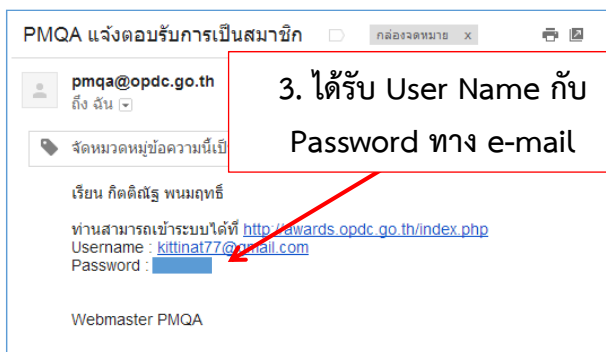 PMQA แจ้งตอบรับการเป็นสมาชิก
กล่องจดหมาย x
pmqa@opdc.go.th
ถึง ฉัน
3. ได้รับ User Name กับ
Password ทาง e-mail
จัดหมวดหมู่ข้อความนี้เป็
เรียน กิตติณัฐ พนมฤทธิ์
ท่านสามารถเข้าระบบได้ที่ http://awards.opdc.go.th/index.php
Username : kittinat77@gmail.com
Password :
Webmaster PMQA